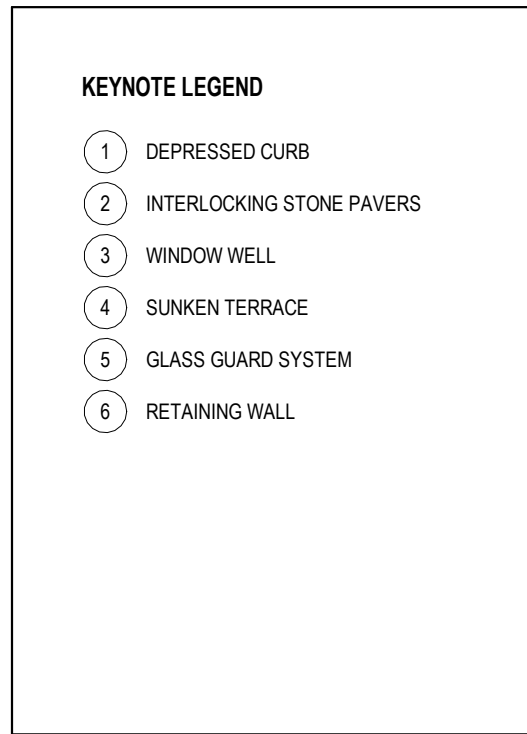 KEYNOTE LEGEND
1 DEPRESSED CURB
2 INTERLOCKING STONE PAVERS
3 WINDOW WELL
4 SUNKEN TERRACE
5 GLASS GUARD SYSTEM
6 RETAINING WALL